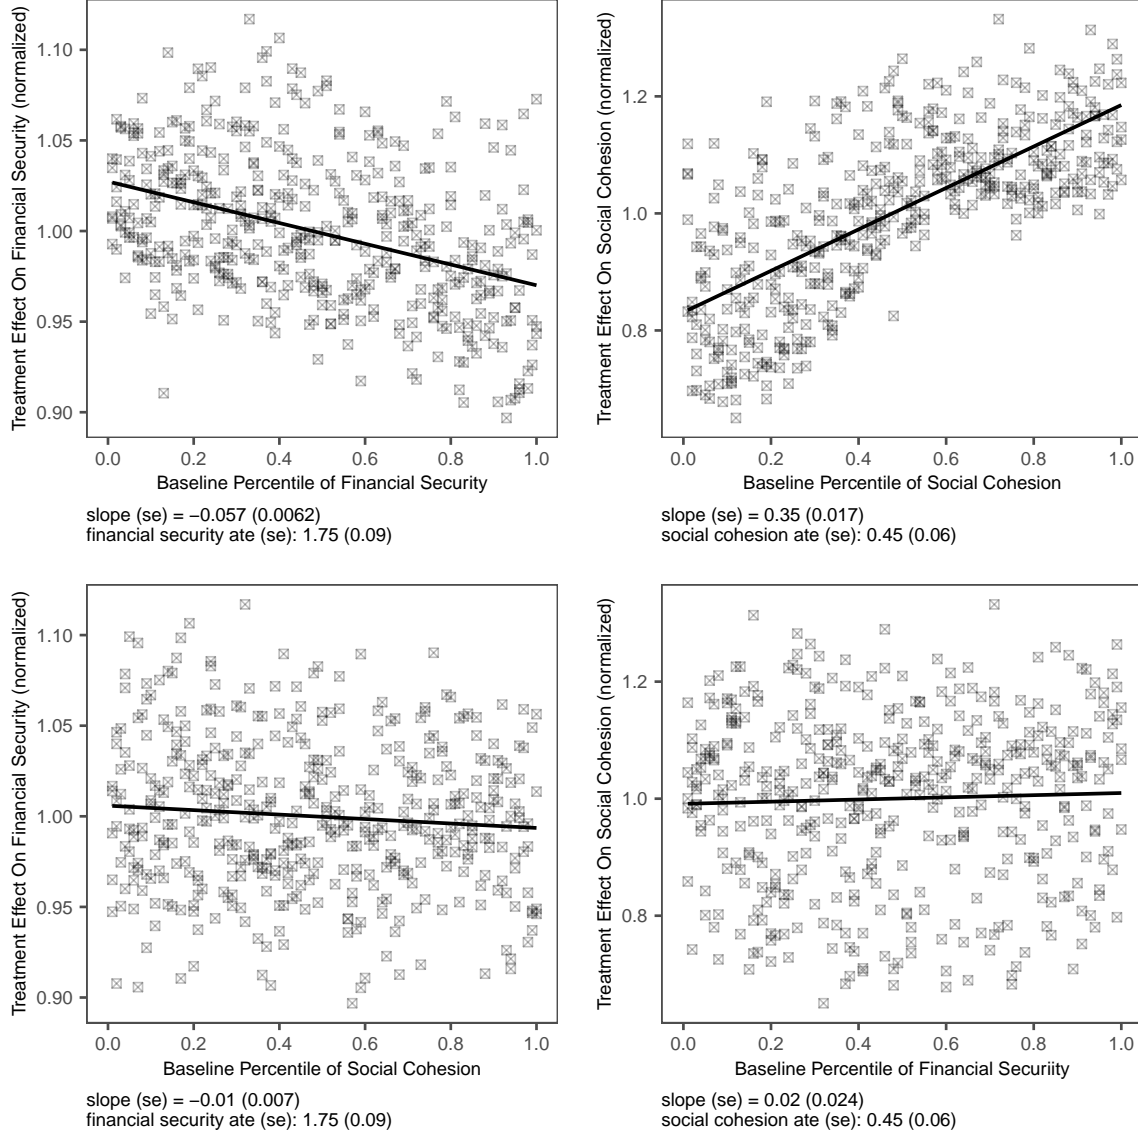 Treatment Effect On Financial Security (normalized)
1.10
1.05
1.00
0.95
0.90
0.0 0.2 0.4 0.6 0.8 1.0
Baseline Percentile of Financial Security
slope (se) = −0.057 (0.0062)
financial security ate (se): 1.75 (0.09)
Treatment Effect On Social Cohesion (normalized)
1.2
1.0
0.8
0.0 0.2 0.4 0.6 0.8 1.0
Baseline Percentile of Social Cohesion
slope (se) = 0.35 (0.017)
social cohesion ate (se): 0.45 (0.06)
Treatment Effect On Financial Security (normalized)
1.10
1.05
1.00
0.95
0.90
0.0 0.2 0.4 0.6 0.8 1.0
Baseline Percentile of Social Cohesion
slope (se) = −0.01 (0.007)
financial security ate (se): 1.75 (0.09)
Treatment Effect On Social Cohesion (normalized)
1.2
1.0
0.8
0.0 0.2 0.4 0.6 0.8 1.0
Baseline Percentile of Financial Securiity
slope (se) = 0.02 (0.024)
social cohesion ate (se): 0.45 (0.06)